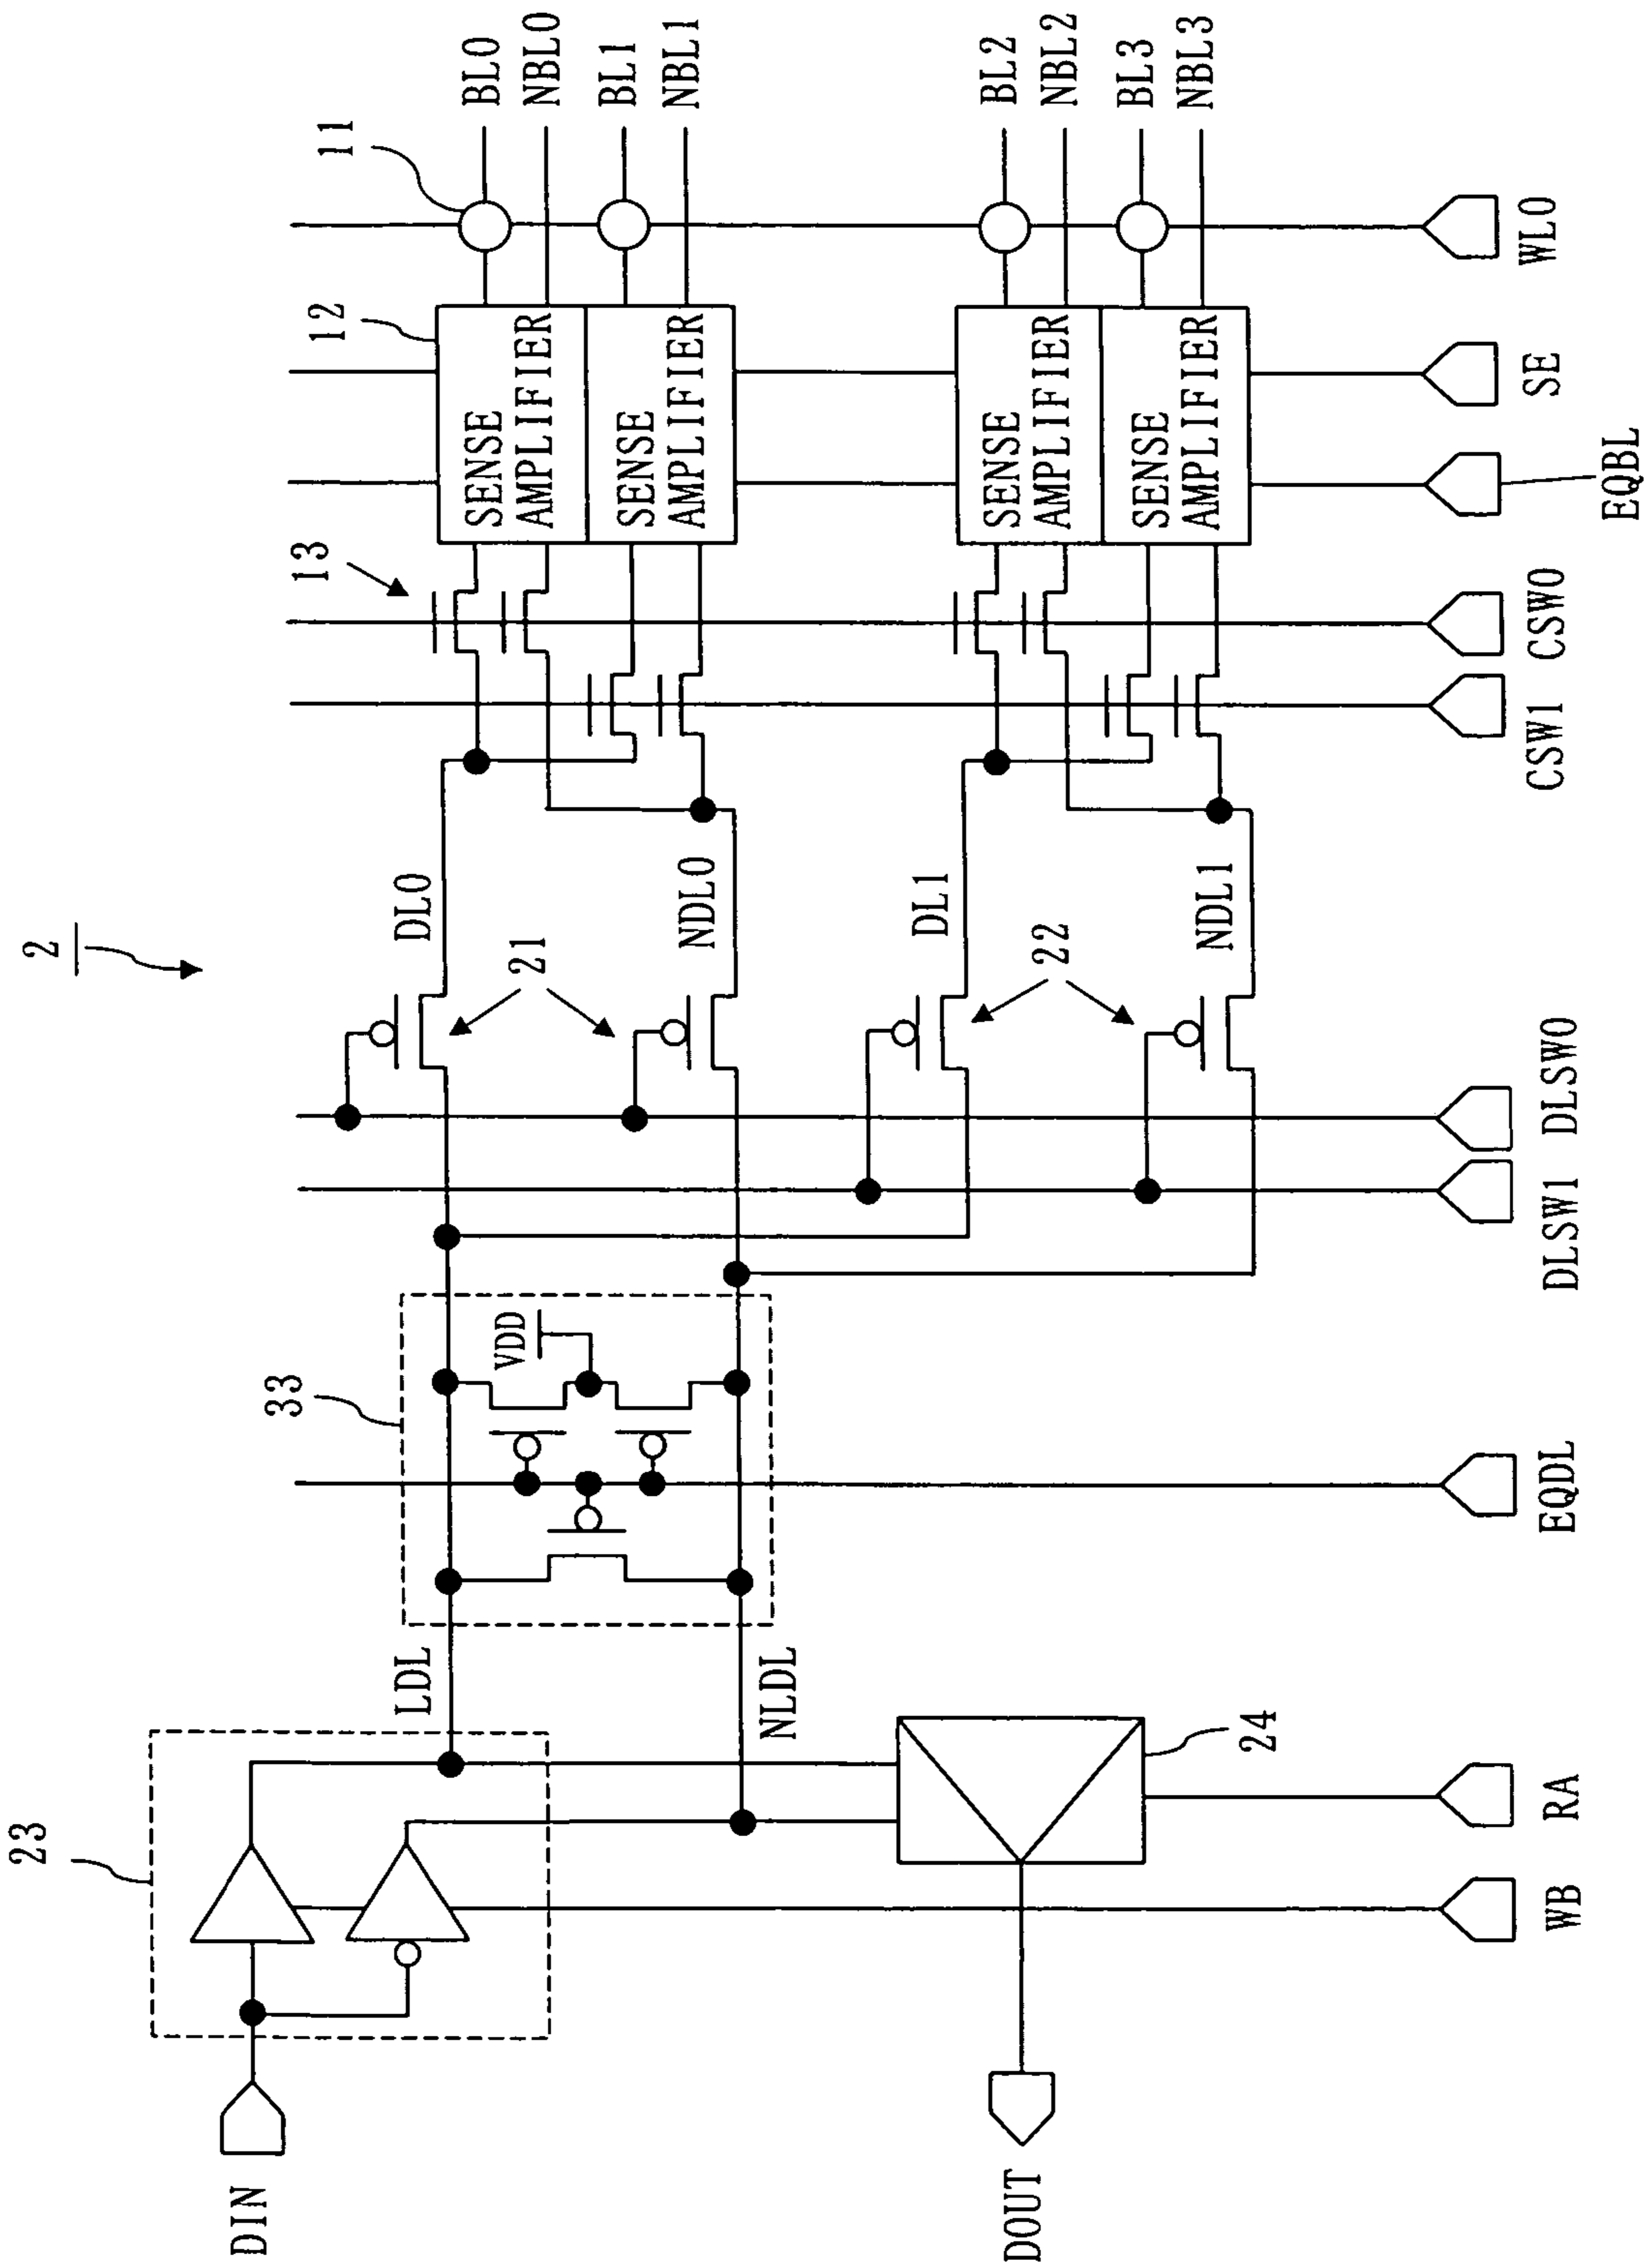 2
11
BL0
NBL0
BL1
NBL1
BL2
NBL2
BL3
NBL3
12
SENSE
AMPLIFIER
SENSE
AMPLIFIER
SENSE
AMPLIFIER
SENSE
AMPLIFIER
13
WL0
SE
EQBL
CSW0
CSW1
DL0
NDL0
DL1
NDL1
21
22
DLSW0
DLSW1
33
VDD
EQDL
LDL
NLDL
23
24
RA
WB
DIN
DOUT